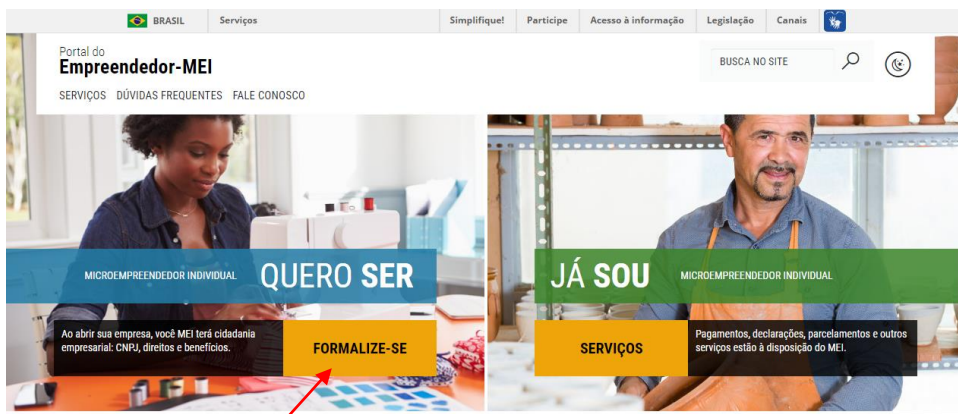 BRASIL Serviços Simplifique! Participe Acesso à informação Legislação Canais
Portal do
Empreendedor-MEI
BUSCA NO SITE
SERVIÇOS DÚVIDAS FREQUENTES FALE CONOSCO
MICROEMPREENDEDOR INDIVIDUAL QUERO SER
Ao abrir sua empresa, você MEI terá cidadania
empresarial: CNPJ, direitos e benefícios.
FORMALIZE-SE
JÁ SOU MICROEMPREENDEDOR INDIVIDUAL
SERVIÇOS
Pagamentos, declarações, parcelamentos e outros
serviços estão à disposição do MEI.